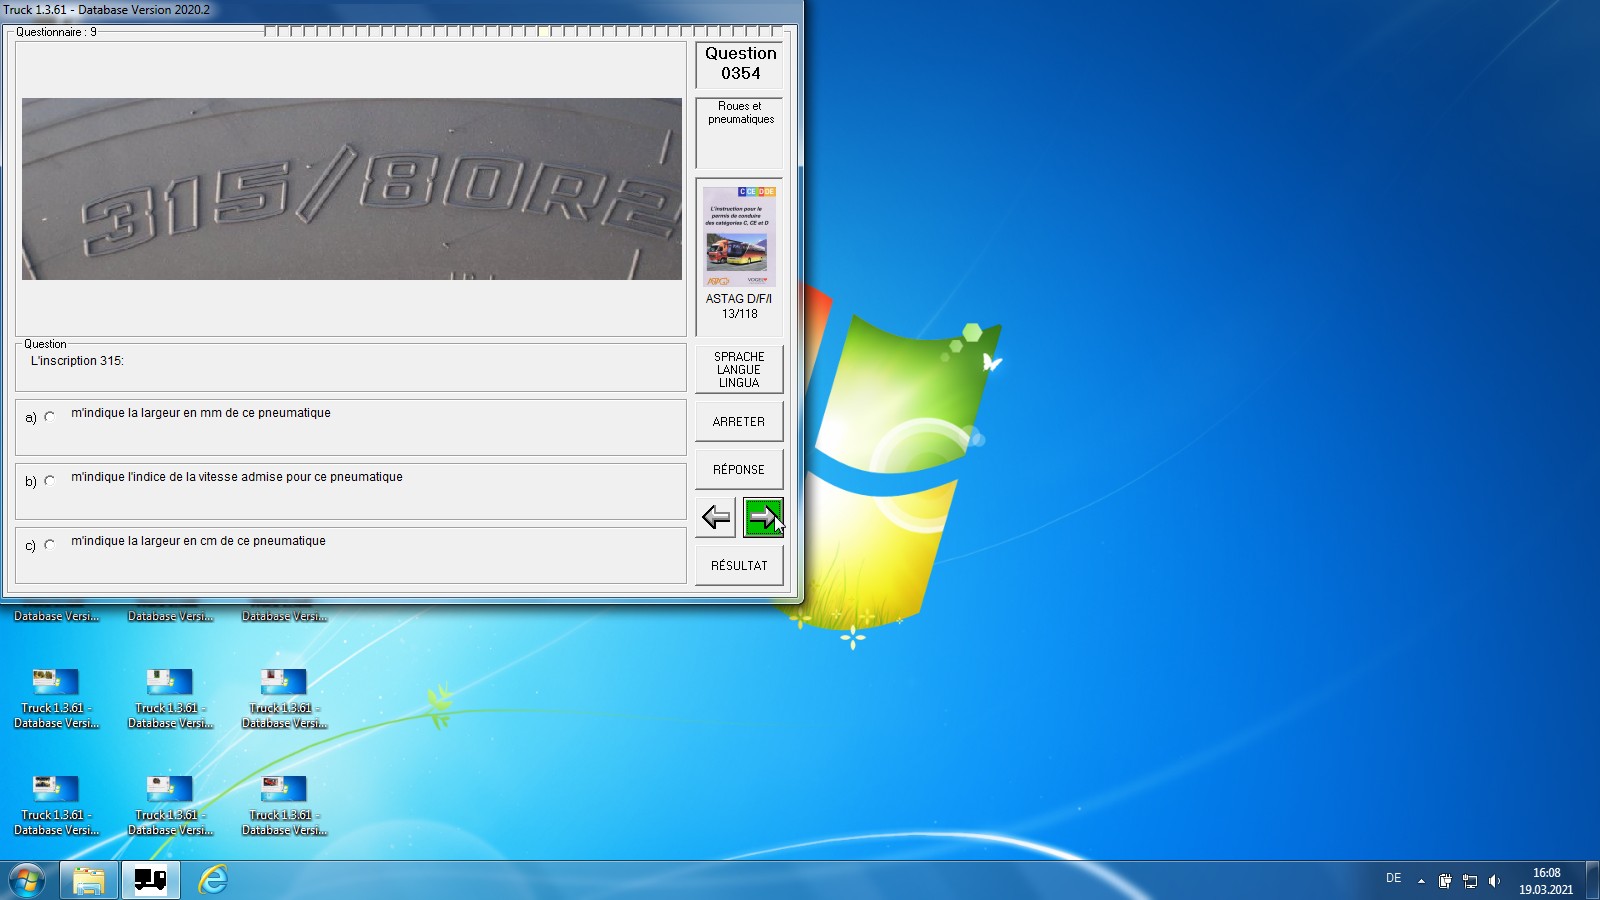 Truck 1.3.61 - Database Version 2020.2
Questionnaire : 9
315/80R2
Question
0354
Roues et
pneumatiques
C CE D DE
L'instruction pour le
permis de conduire
des catégories C, CE et D
ASTAG D/F/I
13/118
Question
L'inscription 315:
a) m'indique la largeur en mm de ce pneumatique
b) m'indique l'indice de la vitesse admise pour ce pneumatique
c) m'indique la largeur en cm de ce pneumatique
SPRACHE
LANGUE
LINGUA
ARRETER
RÉPONSE
RÉSULTAT
Database Versi... Database Versi... Database Versi...
Truck 1.3.61 - Truck 1.3.61 - Truck 1.3.61 -
Database Versi... Database Versi... Database Versi...
Truck 1.3.61 - Truck 1.3.61 - Truck 1.3.61 -
Database Versi... Database Versi... Database Versi...
DE
16:08
19.03.2021